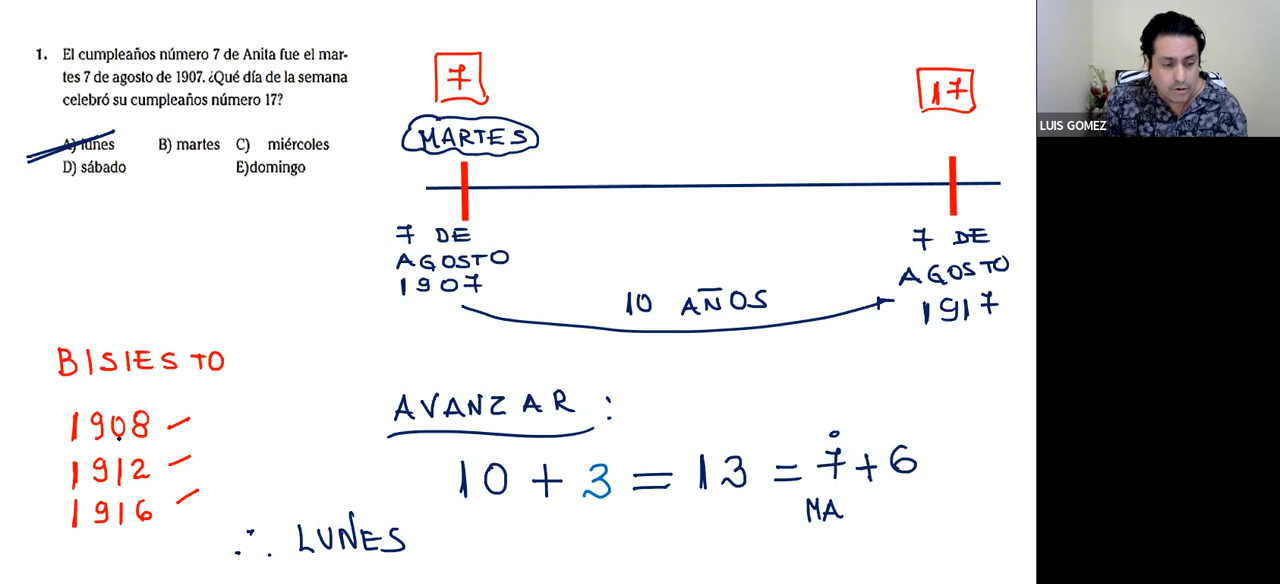 1. El cumpleaños número 7 de Anita fue el mar-
tes 7 de agosto de 1907. ¿Qué día de la semana
celebró su cumpleaños número 17?
A) lunes B) martes C) miércoles
D) sábado E)domingo
7
MARTES
7 DE
AGOSTO
1907
10 AÑOS
17
7 DE
AGOSTO
1917
LUIS GOMEZ
BISIESTO
1908
1912
1916
AVANZAR :
10 + 3 = 13 = 7̊ + 6
MA
∴ LUNES